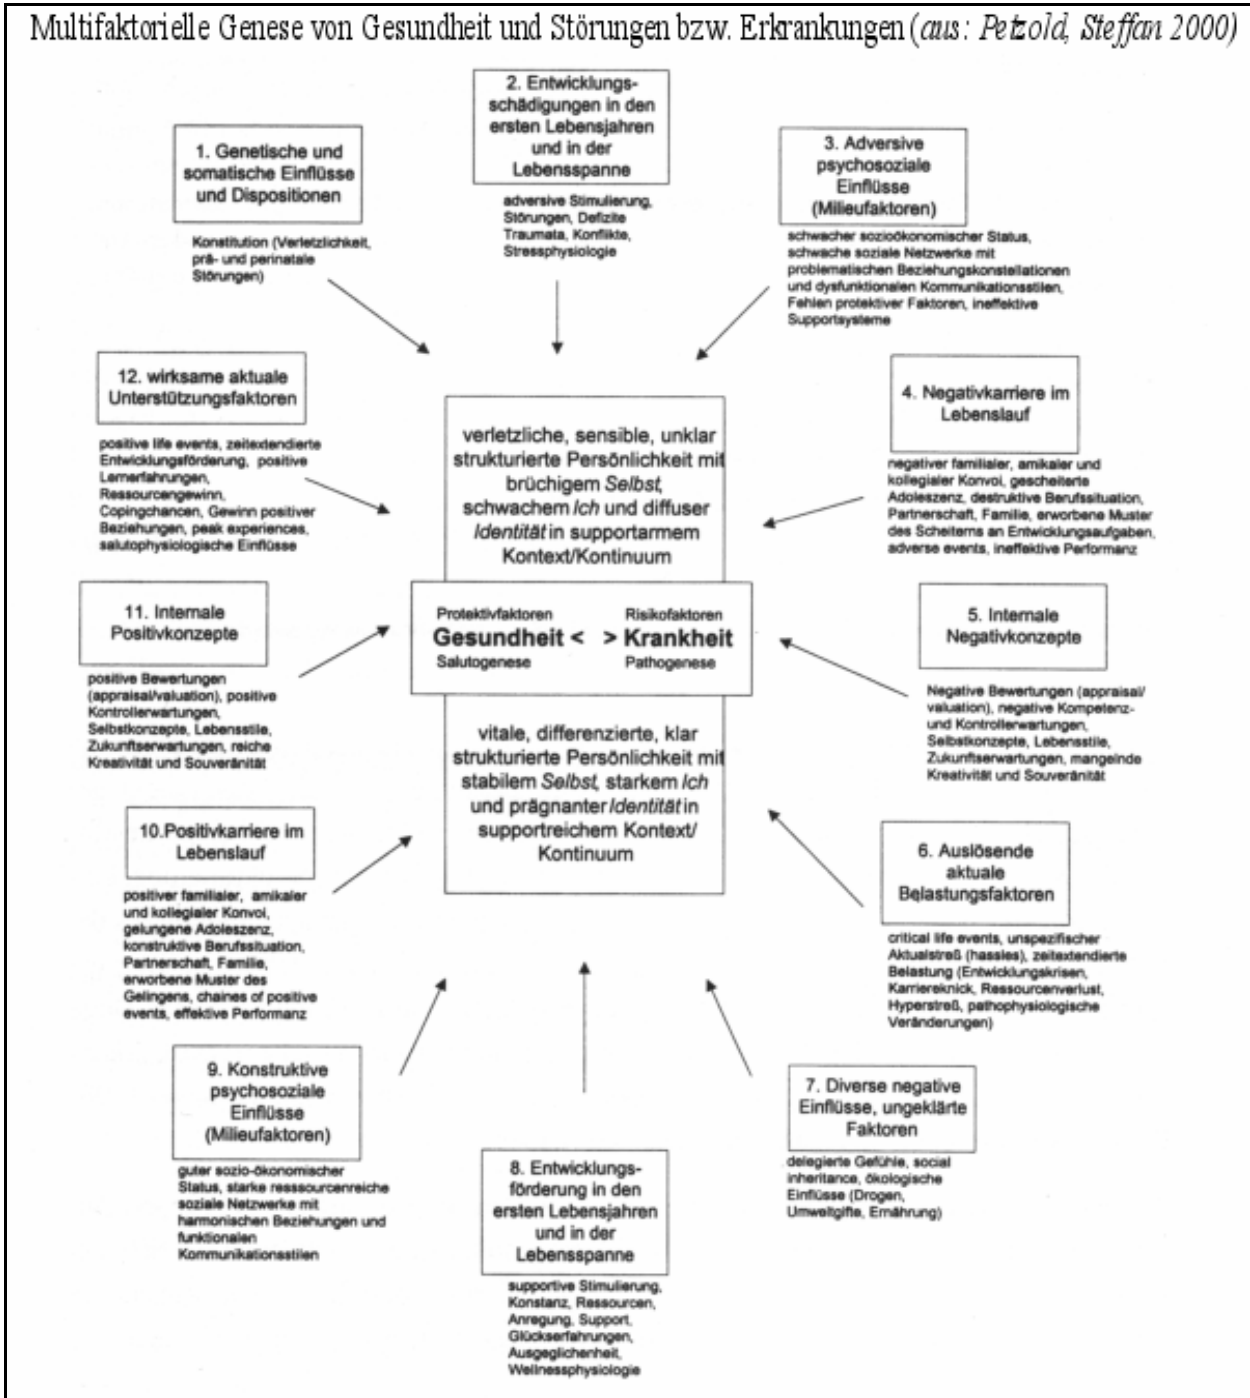 Multifaktorielle Genese von Gesundheit und Störungen bzw. Erkrankungen (aus: Petzold, Steffan 2000)
1. Genetische und
somatische Einflüsse
und Dispositionen
Konstitution (Verletzlichkeit,
prä- und perinatale
Störungen)
2. Entwicklungs-
schädigungen in den
ersten Lebensjahren
und in der
Lebensspanne
adversive Stimulierung,
Störungen, Defizite
Traumata, Konflikte,
Stressphysiologie
3. Adversive
psychosoziale
Einflüsse
(Milieufaktoren)
schwacher sozioökonomischer Status,
schwache soziale Netzwerke mit
problematischen Beziehungskonstellationen
und dysfunktionalen Kommunikationsstilen,
Fehlen protektiver Faktoren, ineffektive
Supportsysteme
4. Negativkarriere im
Lebenslauf
negativer familialer, amikaler und
kollegialer Konvoi, gescheiterte
Adoleszenz, destruktive Berufssituation,
Partnerschaft, Familie, erworbene Muster
des Scheiterns an Entwicklungsaufgaben,
adverse events, ineffektive Performanz
5. Internale
Negativkonzepte
Negative Bewertungen (appraisal/
valuation), negative Kompetenz-
und Kontrollerwartungen,
Selbstkonzepte, Lebensstile,
Zukunftserwartungen, mangelnde
Kreativität und Souveränität
6. Auslösende
aktuale
Belastungsfaktoren
critical life events, unspezifischer
Aktualstreß (hassles), zeitextendierte
Belastung (Entwicklungskrisen,
Karriereknick, Ressourcenverlust,
Hyperstreß, pathophysiologische
Veränderungen)
7. Diverse negative
Einflüsse, ungeklärte
Faktoren
delegierte Gefühle, social
inheritance, ökologische
Einflüsse (Drogen,
Umweltgifte, Ernährung)
8. Entwicklungs-
förderung in den
ersten Lebensjahren
und in der
Lebensspanne
supportive Stimulierung,
Konstanz, Ressourcen,
Anregung, Support,
Glückserfahrungen,
Ausgeglichenheit,
Wellnessphysiologie
9. Konstruktive
psychosoziale
Einflüsse
(Milieufaktoren)
guter sozio-ökonomischer
Status, starke resssourcenreiche
soziale Netzwerke mit
harmonischen Beziehungen und
funktionalen
Kommunikationsstilen
10.Positivkarriere im
Lebenslauf
positiver familialer, amikaler
und kollegialer Konvoi,
gelungene Adoleszenz,
konstruktive Berufssituation,
Partnerschaft, Familie,
erworbene Muster des
Gelingens, chaines of positive
events, effektive Performanz
11. Internale
Positivkonzepte
positive Bewertungen
(appraisal/valuation), positive
Kontrollerwartungen,
Selbstkonzepte, Lebensstile,
Zukunftserwartungen, reiche
Kreativität und Souveränität
12. wirksame aktuale
Unterstützungsfaktoren
positive life events, zeitextendierte
Entwicklungsförderung, positive
Lernerfahrungen,
Ressourcengewinn,
Copingchancen, Gewinn positiver
Beziehungen, peak experiences,
salutophysiologische Einflüsse
verletzliche, sensible, unklar
strukturierte Persönlichkeit mit
brüchigem Selbst,
schwachem Ich und diffuser
Identität in supportarmem
Kontext/Kontinuum
Protektivfaktoren Risikofaktoren
Gesundheit < > Krankheit
Salutogenese Pathogenese
vitale, differenzierte, klar
strukturierte Persönlichkeit mit
stabilem Selbst, starkem Ich
und prägnanter Identität in
supportreichem Kontext/
Kontinuum